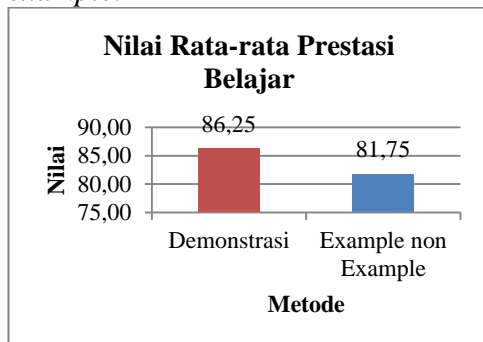 Nilai Rata-rata Prestasi
Belajar
90,00
85,00
80,00
75,00
Nilai
86,25
81,75
Demonstrasi
Example non
Example
Metode